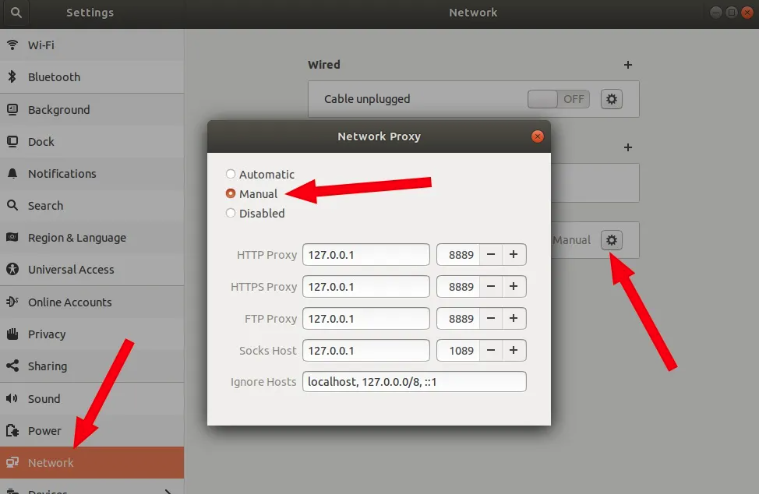 Settings
Network
Wi-Fi
Bluetooth
Background
Dock
Notifications
Search
Region & Language
Universal Access
Online Accounts
Privacy
Sharing
Sound
Power
Network
Devices
Wired
Cable unplugged OFF
Manual
Network Proxy
Automatic
Manual
Disabled
HTTP Proxy 127.0.0.1 8889 − +
HTTPS Proxy 127.0.0.1 8889 − +
FTP Proxy 127.0.0.1 8889 − +
Socks Host 127.0.0.1 1089 − +
Ignore Hosts localhost, 127.0.0.0/8, ::1